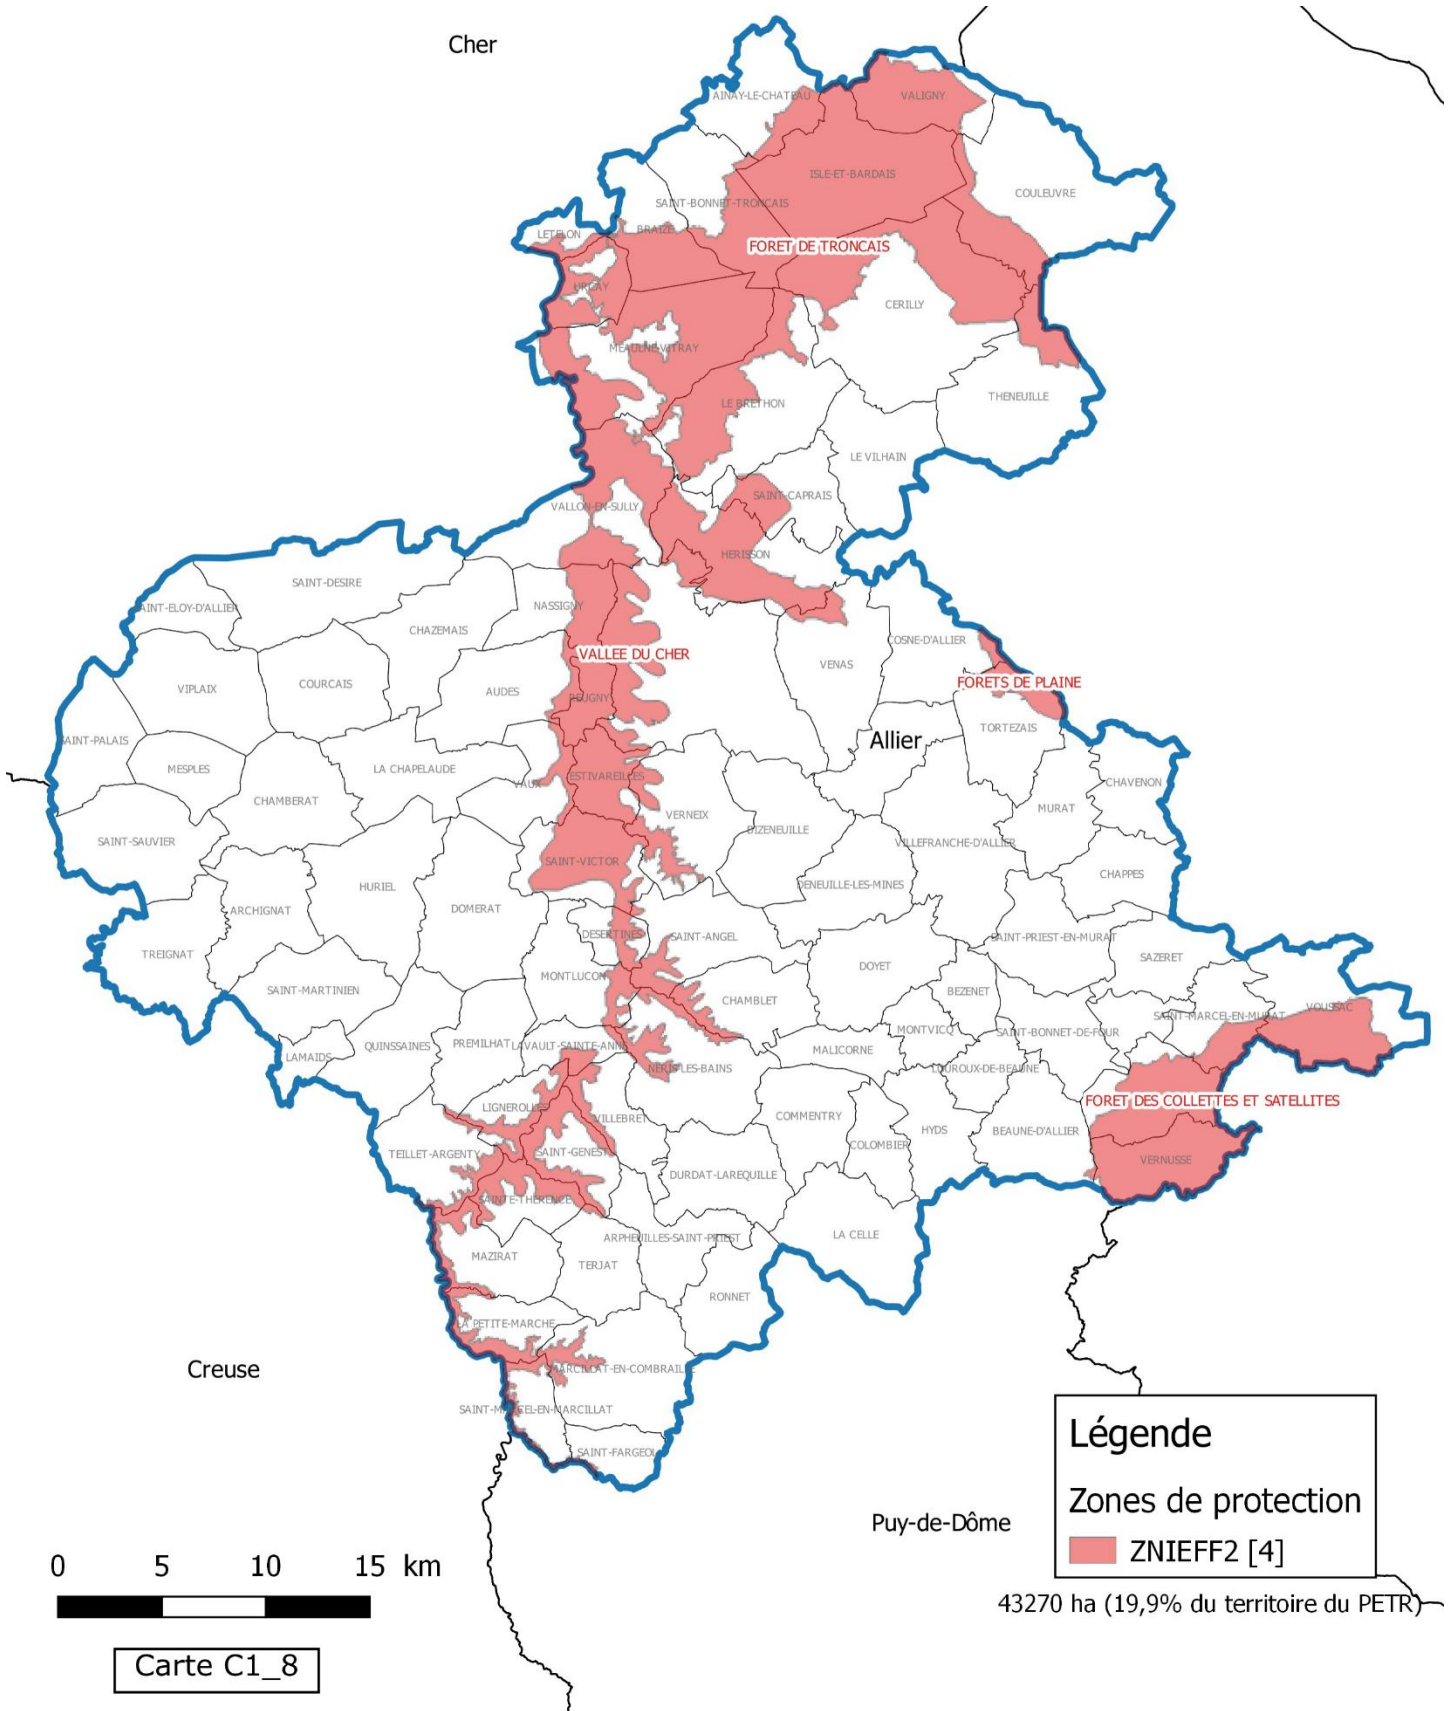 Cher
AINAY-LE-CHATEAU
VALIGNY
ISLE-ET-BARDAIS
COULEUVRE
SAINT-BONNET-TRONCAIS
BRAIZE
LETELON
FORET DE TRONCAIS
URCAY
CERILLY
MEAULNE-VITRAY
THENEUILLE
LE BRETHON
LE VILHAIN
SAINT-CAPRAIS
VALLON-EN-SULLY
HERISSON
SAINT-DESIRE
SAINT-ELOY-D'ALLIER
NASSIGNY
CHAZEMAIS
COSNE-D'ALLIER
VALLEE DU CHER
VENAS
FORETS DE PLAINE
VIPLAIX
COURCAIS
AUDES
REUGNY
TORTEZAIS
SAINT-PALAIS
Allier
MESPLES
LA CHAPELAUDE
ESTIVAREILLES
VAUX
CHAVENON
CHAMBERAT
MURAT
VERNEIX
BIZENEUILLE
SAINT-SAUVIER
VILLEFRANCHE-D'ALLIER
SAINT-VICTOR
CHAPPES
HURIEL
DENEUILLE-LES-MINES
ARCHIGNAT
DOMERAT
DESERTINES
SAINT-ANGEL
SAINT-PRIEST-EN-MURAT
TREIGNAT
SAZERET
DOYET
MONTLUCON
SAINT-MARTINIEN
BEZENET
CHAMBLET
VOUSSAC
SAINT-MARCEL-EN-MURAT
MONTVICQ
SAINT-BONNET-DE-FOUR
LAMAIDS
QUINSSAINES
PREMILHAT
LAVAULT-SAINTE-ANNE
MALICORNE
NERIS-LES-BAINS
LOUROUX-DE-BEAUNE
FORET DES COLLETTES ET SATELLITES
LIGNEROLLES
VILLEBRET
COMMENTRY
HYDS
BEAUNE-D'ALLIER
COLOMBIER
TEILLET-ARGENTY
SAINT-GENEST
VERNUSSE
DURDAT-LAREQUILLE
SAINTE-THERENCE
LA CELLE
ARPHEUILLES-SAINT-PRIEST
MAZIRAT
TERJAT
RONNET
LA PETITE-MARCHE
Creuse
MARCILLAT-EN-COMBRAILLE
SAINT-MARCEL-EN-MARCILLAT
SAINT-FARGEOL
Légende
Zones de protection
ZNIEFF2 [4]
Puy-de-Dôme
43270 ha (19,9% du territoire du PETR)
0 5 10 15 km
Carte C1_8